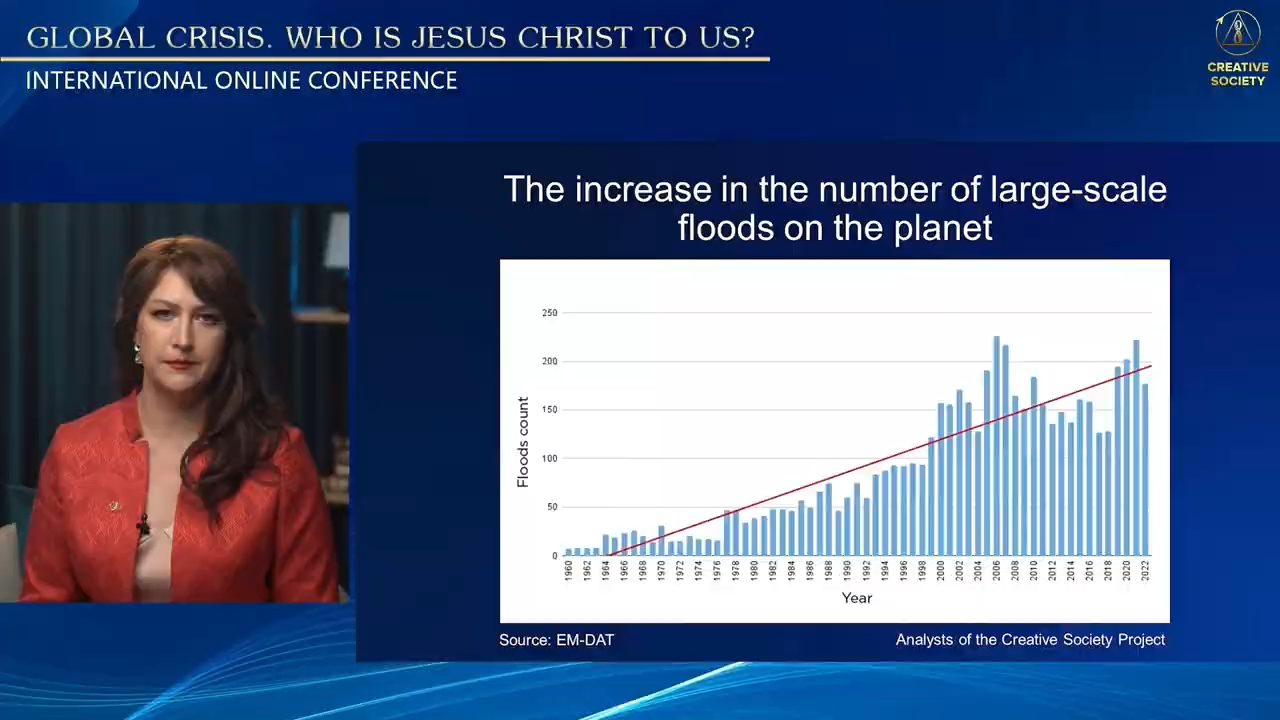 GLOBAL CRISIS. WHO IS JESUS CHRIST TO US?
INTERNATIONAL ONLINE CONFERENCE
CREATIVE
SOCIETY
The increase in the number of large-scale
floods on the planet
250
200
150
100
50
0
Floods count
1960 1962 1964 1966 1968 1970 1972 1974 1976 1978 1980 1982 1984 1986 1988 1990 1992 1994 1996 1998 2000 2002 2004 2006 2008 2010 2012 2014 2016 2018 2020 2022
Year
Source: EM-DAT
Analysts of the Creative Society Project